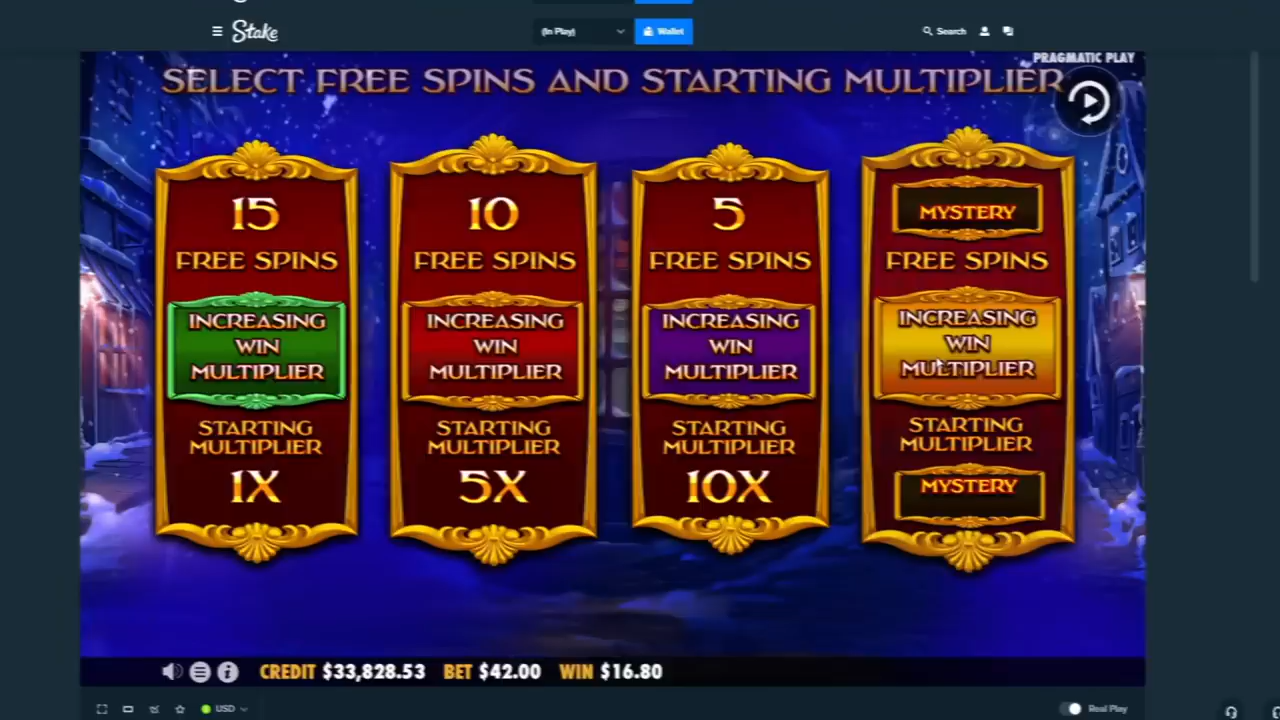 Stake
(In Play)
Wallet
Search
PRAGMATIC PLAY
SELECT FREE SPINS AND STARTING MULTIPLIER
15
FREE SPINS
INCREASING
WIN
MULTIPLIER
STARTING
MULTIPLIER
1X
10
FREE SPINS
INCREASING
WIN
MULTIPLIER
STARTING
MULTIPLIER
5X
5
FREE SPINS
INCREASING
WIN
MULTIPLIER
STARTING
MULTIPLIER
10X
MYSTERY
FREE SPINS
INCREASING
WIN
MULTIPLIER
STARTING
MULTIPLIER
MYSTERY
CREDIT $33,828.53 BET $42.00 WIN $16.80
USD
Real Play